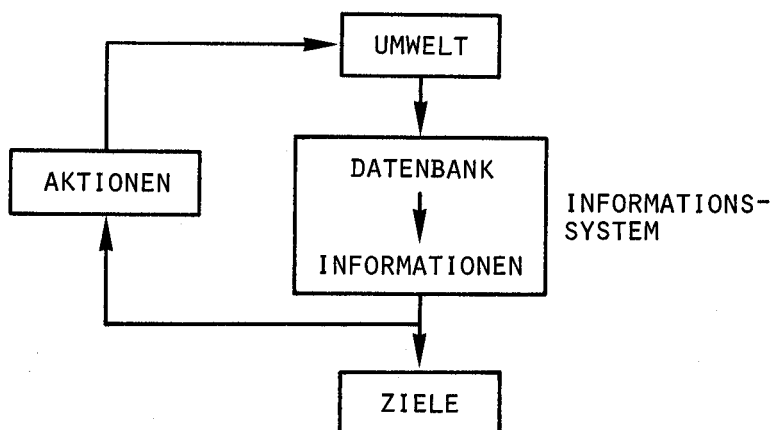 UMWELT
DATENBANK
AKTIONEN
INFORMATIONS-
SYSTEM
INFORMATIONEN
ZIELE